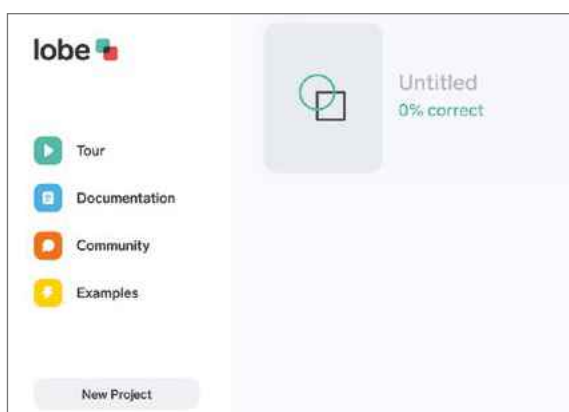 lobe
Tour
Documentation
Community
Examples
New Project
Untitled
0% correct